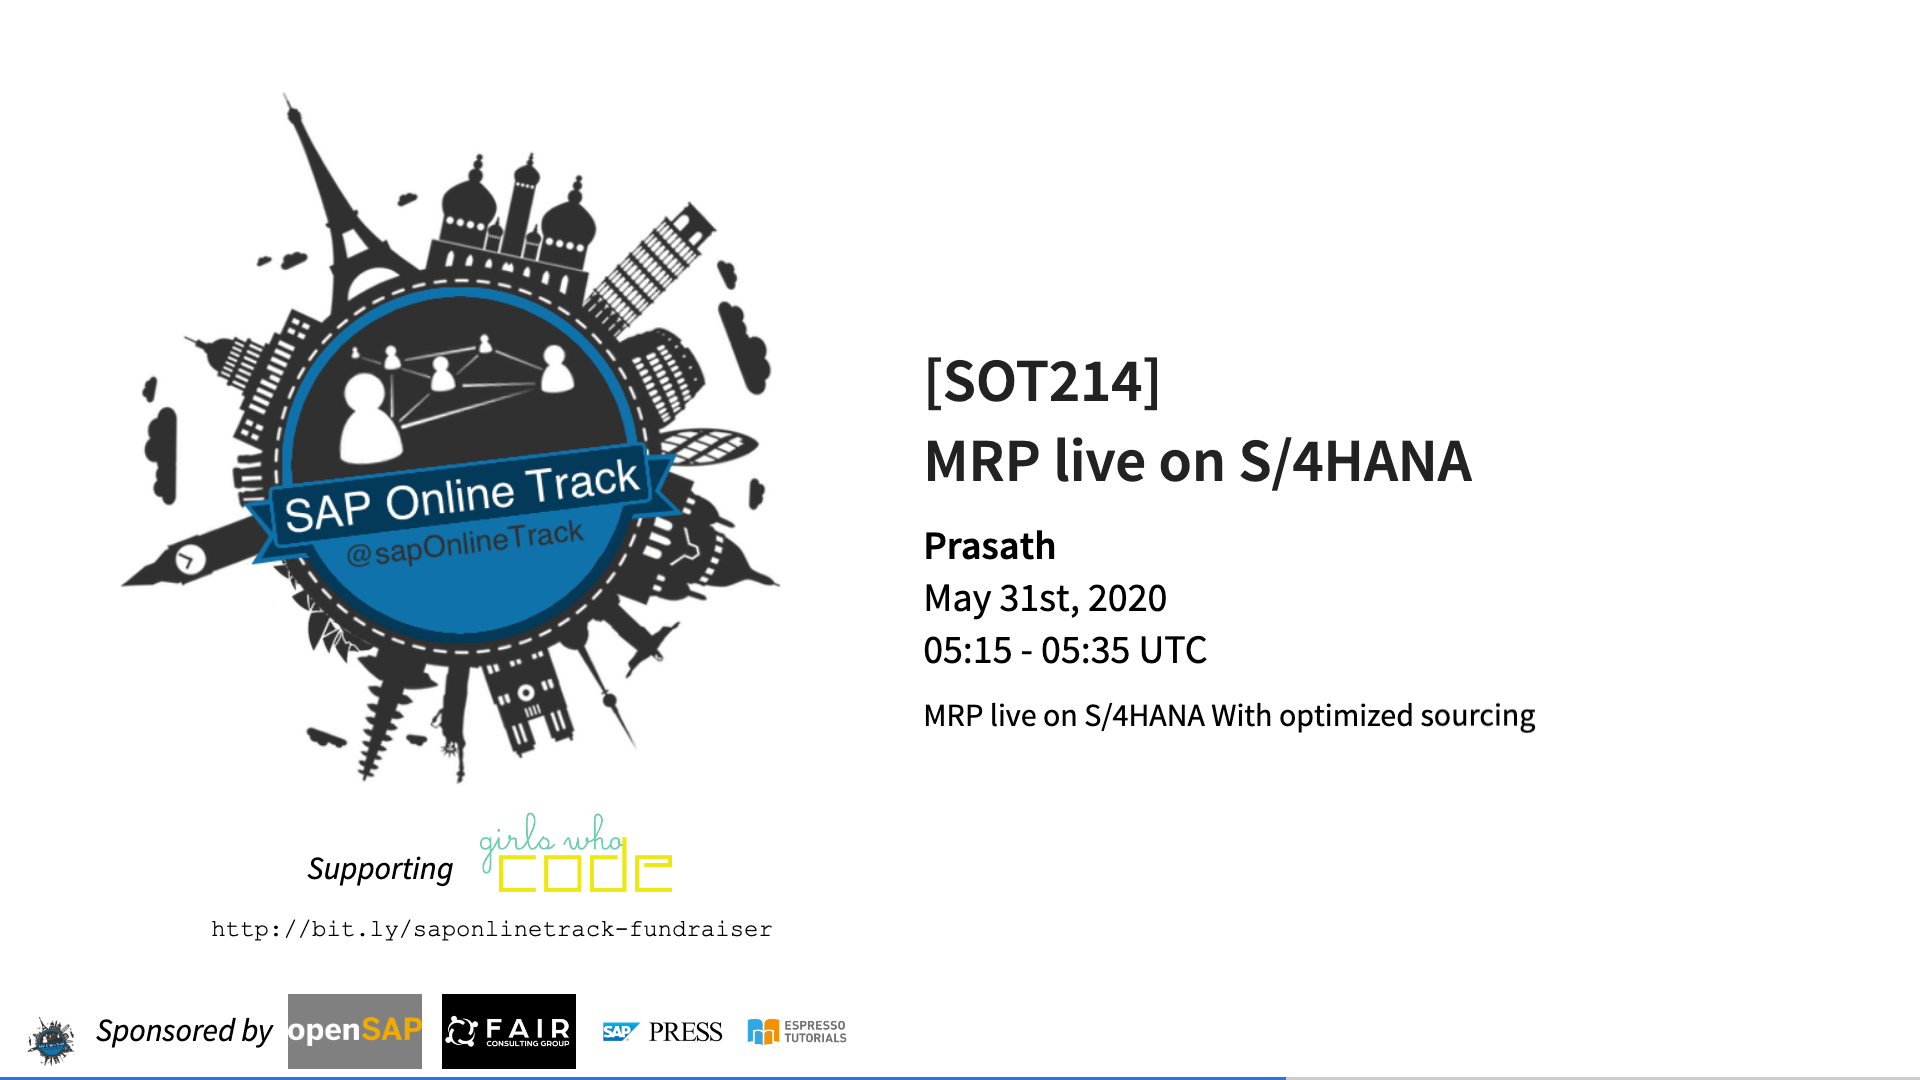 SAP Online Track
@sapOnlineTrack
[SOT214]
MRP live on S/4HANA
Prasath
May 31st, 2020
05:15 - 05:35 UTC
MRP live on S/4HANA With optimized sourcing
Supporting
girls who
code
http://bit.ly/saponlinetrack-fundraiser
Sponsored by
openSAP
FAIR
CONSULTING GROUP
SAP PRESS
ESPRESSO
TUTORIALS